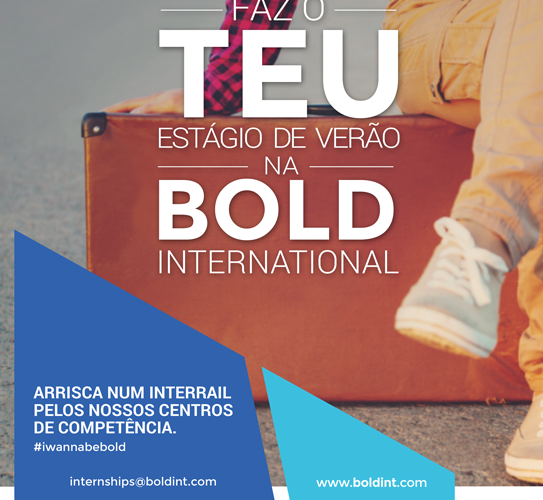 FAZ O
TEU
ESTÁGIO DE VERÃO
NA
BOLD
INTERNATIONAL
ARRISCA NUM INTERRAIL
PELOS NOSSOS CENTROS
DE COMPETÊNCIA.
#iwannabebold
internships@boldint.com
www.boldint.com